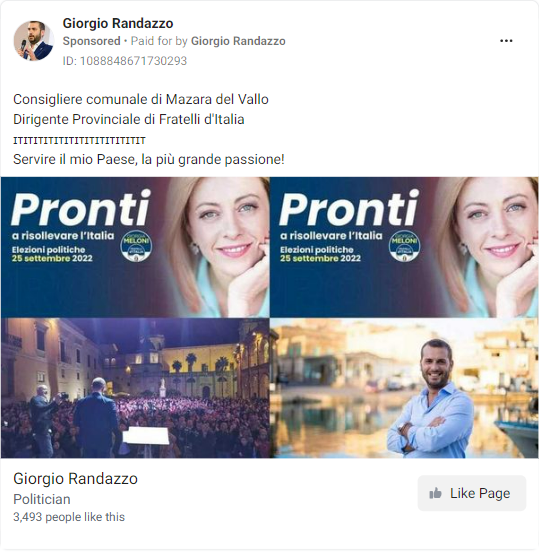 Giorgio Randazzo
Sponsored • Paid for by Giorgio Randazzo
ID: 1088848671730293
Consigliere comunale di Mazara del Vallo
Dirigente Provinciale di Fratelli d'Italia
ɪᴛɪᴛɪᴛɪᴛɪᴛɪᴛɪᴛɪᴛɪᴛɪᴛɪᴛɪᴛɪᴛ
Servire il mio Paese, la più grande passione!
Pronti
a risollevare l'Italia
Elezioni politiche
25 settembre 2022
GIORGIA
MELONI
Pronti
a risollevare l'Italia
Elezioni politiche
25 settembre 2022
GIORGIA
MELONI
Giorgio Randazzo
Politician
3,493 people like this
Like Page